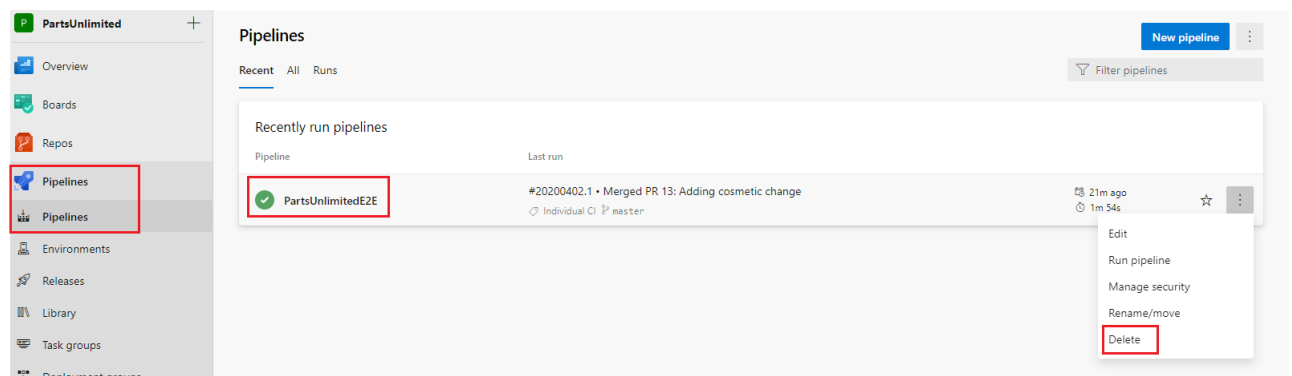 P PartsUnlimited +
Overview
Boards
Repos
Pipelines
Pipelines
Environments
Releases
Library
Task groups
Deployment groups
Pipelines
New pipeline
Recent All Runs
Filter pipelines
Recently run pipelines
Pipeline Last run
PartsUnlimitedE2E
#20200402.1 • Merged PR 13: Adding cosmetic change
Individual CI master
21m ago
1m 54s
Edit
Run pipeline
Manage security
Rename/move
Delete